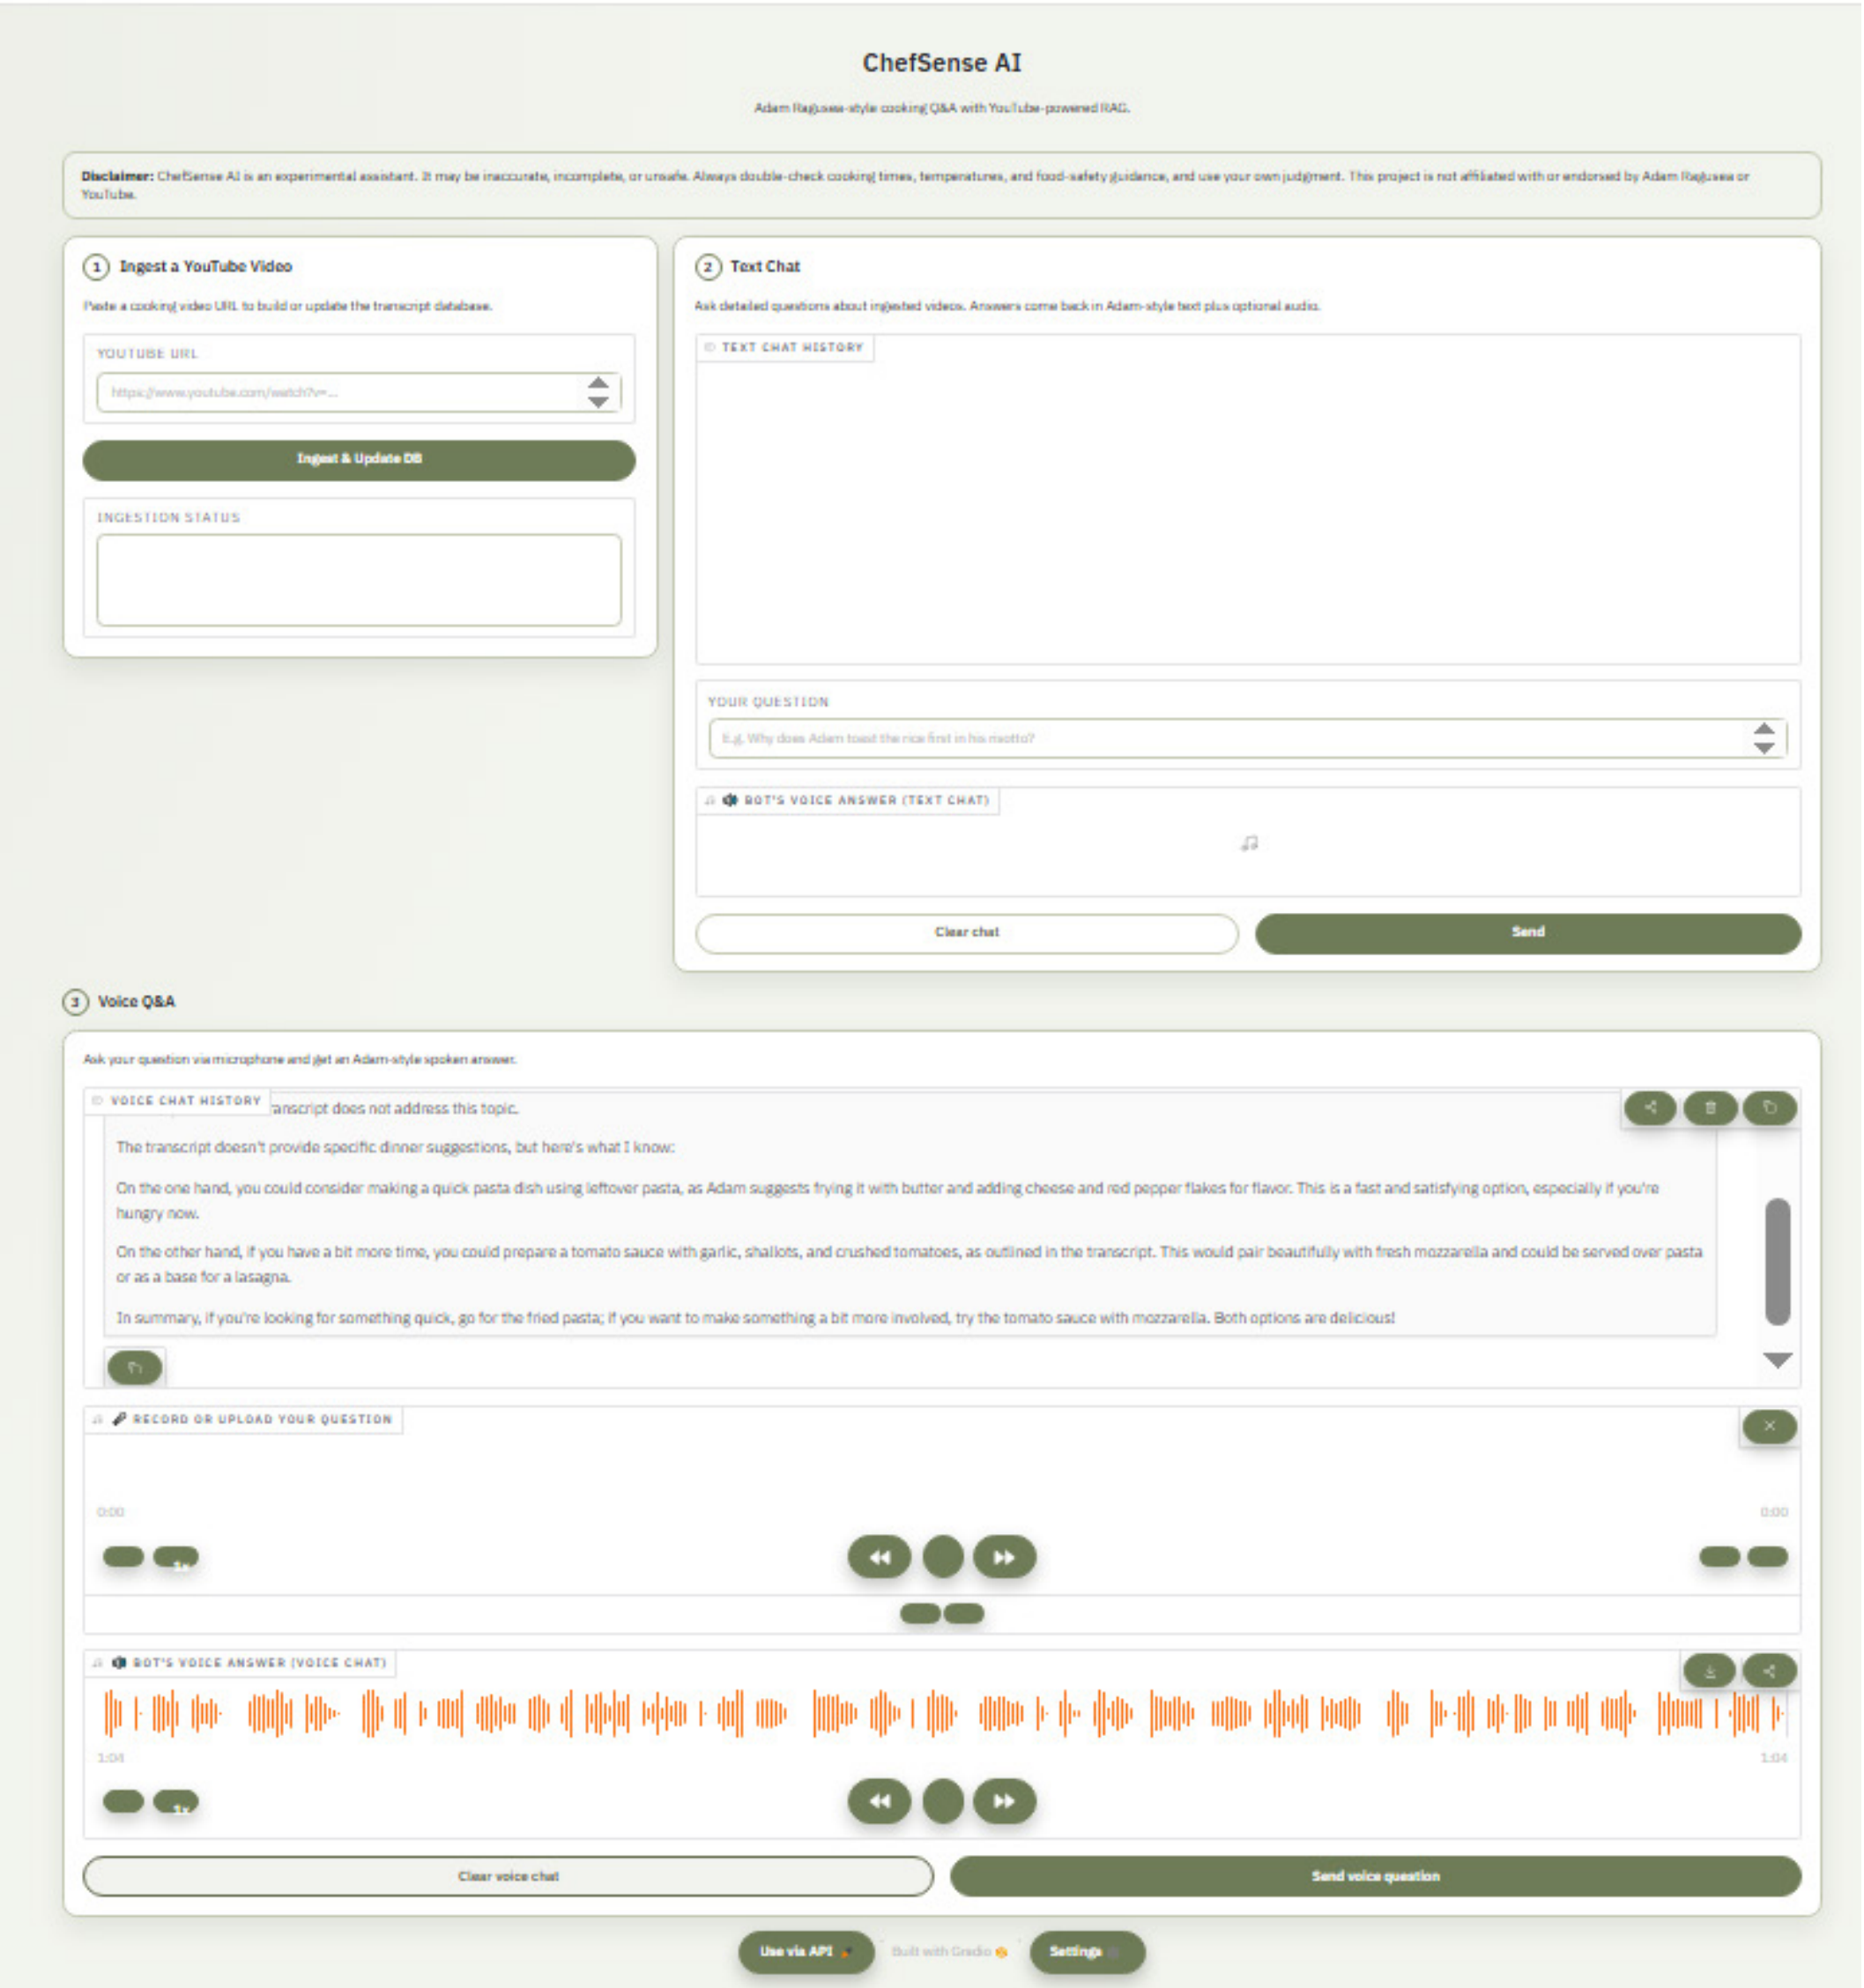 ChefSense AI
Adam Ragusea-style cooking Q&A with YouTube-powered RAG.
Disclaimer: ChefSense AI is an experimental assistant. It may be inaccurate, incomplete, or unsafe. Always double-check cooking times, temperatures, and food-safety guidance, and use your own judgment. This project is not affiliated with or endorsed by Adam Ragusea or
YouTube.
1 Ingest a YouTube Video
Paste a cooking video URL to build or update the transcript database.
YOUTUBE URL
https://www.youtube.com/watch?v=...
Ingest & Update DB
INGESTION STATUS
2 Text Chat
Ask detailed questions about ingested videos. Answers come back in Adam-style text plus optional audio.
TEXT CHAT HISTORY
YOUR QUESTION
E.g. Why does Adam toast the rice first in his risotto?
BOT'S VOICE ANSWER (TEXT CHAT)
Clear chat
Send
3 Voice Q&A
Ask your question via microphone and get an Adam-style spoken answer.
VOICE CHAT HISTORY
anscript does not address this topic.
The transcript doesn't provide specific dinner suggestions, but here's what I know:
On the one hand, you could consider making a quick pasta dish using leftover pasta, as Adam suggests frying it with butter and adding cheese and red pepper flakes for flavor. This is a fast and satisfying option, especially if you're
hungry now.
On the other hand, if you have a bit more time, you could prepare a tomato sauce with garlic, shallots, and crushed tomatoes, as outlined in the transcript. This would pair beautifully with fresh mozzarella and could be served over pasta
or as a base for a lasagna.
In summary, if you're looking for something quick, go for the fried pasta; if you want to make something a bit more involved, try the tomato sauce with mozzarella. Both options are delicious!
RECORD OR UPLOAD YOUR QUESTION
0:00
0:00
1x
BOT'S VOICE ANSWER (VOICE CHAT)
1:04
1:04
1x
Clear voice chat
Send voice question
Use via API
Built with Gradio
Settings